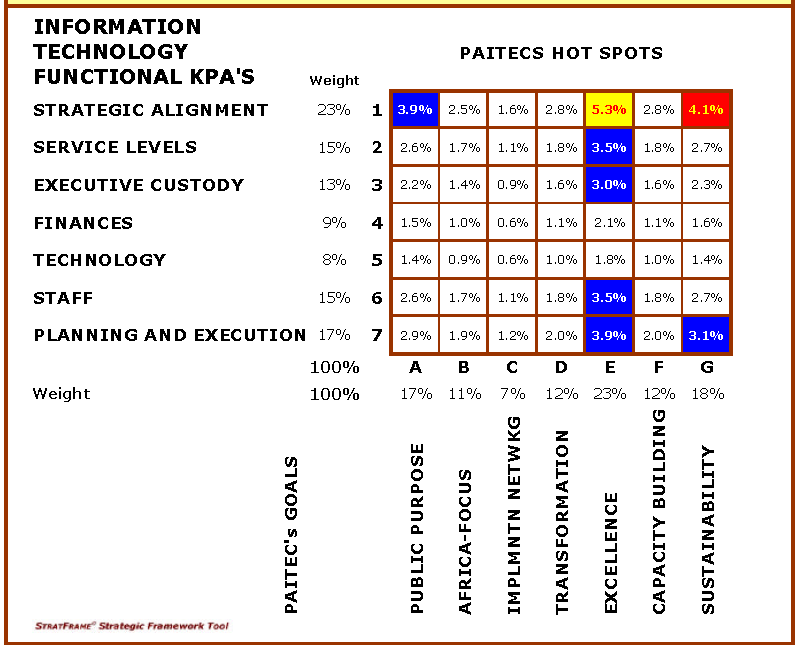 INFORMATION
TECHNOLOGY
FUNCTIONAL KPA'S
PAITECS HOT SPOTS
Weight
STRATEGIC ALIGNMENT 23% 1 3.9% 2.5% 1.6% 2.8% 5.3% 2.8% 4.1%
SERVICE LEVELS 15% 2 2.6% 1.7% 1.1% 1.8% 3.5% 1.8% 2.7%
EXECUTIVE CUSTODY 13% 3 2.2% 1.4% 0.9% 1.6% 3.0% 1.6% 2.3%
FINANCES 9% 4 1.5% 1.0% 0.6% 1.1% 2.1% 1.1% 1.6%
TECHNOLOGY 8% 5 1.4% 0.9% 0.6% 1.0% 1.8% 1.0% 1.4%
STAFF 15% 6 2.6% 1.7% 1.1% 1.8% 3.5% 1.8% 2.7%
PLANNING AND EXECUTION 17% 7 2.9% 1.9% 1.2% 2.0% 3.9% 2.0% 3.1%
100% A B C D E F G
Weight 100% 17% 11% 7% 12% 23% 12% 18%
PAITEC's GOALS
PUBLIC PURPOSE
AFRICA-FOCUS
IMPLMNTN NETWKG
TRANSFORMATION
EXCELLENCE
CAPACITY BUILDING
SUSTAINABILITY
STRATFRAME© Strategic Framework Tool